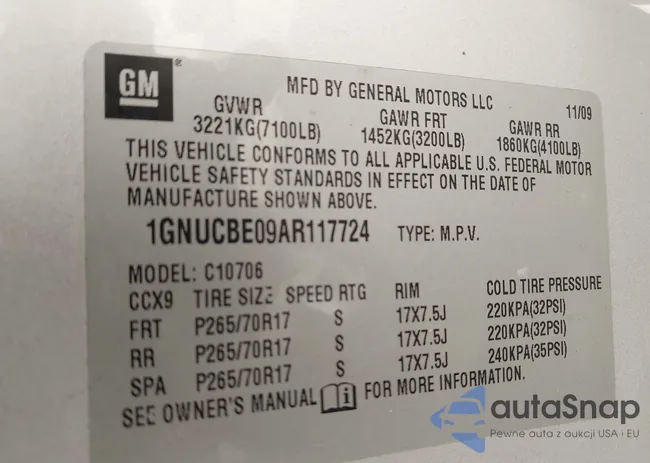 GM®
MFD BY GENERAL MOTORS LLC
11/09
GVWR GAWR FRT GAWR RR
3221KG(7100LB) 1452KG(3200LB) 1860KG(4100LB)
THIS VEHICLE CONFORMS TO ALL APPLICABLE U.S. FEDERAL MOTOR
VEHICLE SAFETY STANDARDS IN EFFECT ON THE DATE OF
MANUFACTURE SHOWN ABOVE.
1GNUCBE09AR117724 TYPE: M.P.V.
MODEL: C10706
CCX9 TIRE SIZE SPEED RTG RIM COLD TIRE PRESSURE
FRT P265/70R17 S 17X7.5J 220KPA(32PSI)
RR P265/70R17 S 17X7.5J 220KPA(32PSI)
SPA P265/70R17 S 17X7.5J 240KPA(35PSI)
SEE OWNER'S MANUAL i FOR MORE INFORMATION.
autaSnap
Pewne auta z aukcji USA i EU